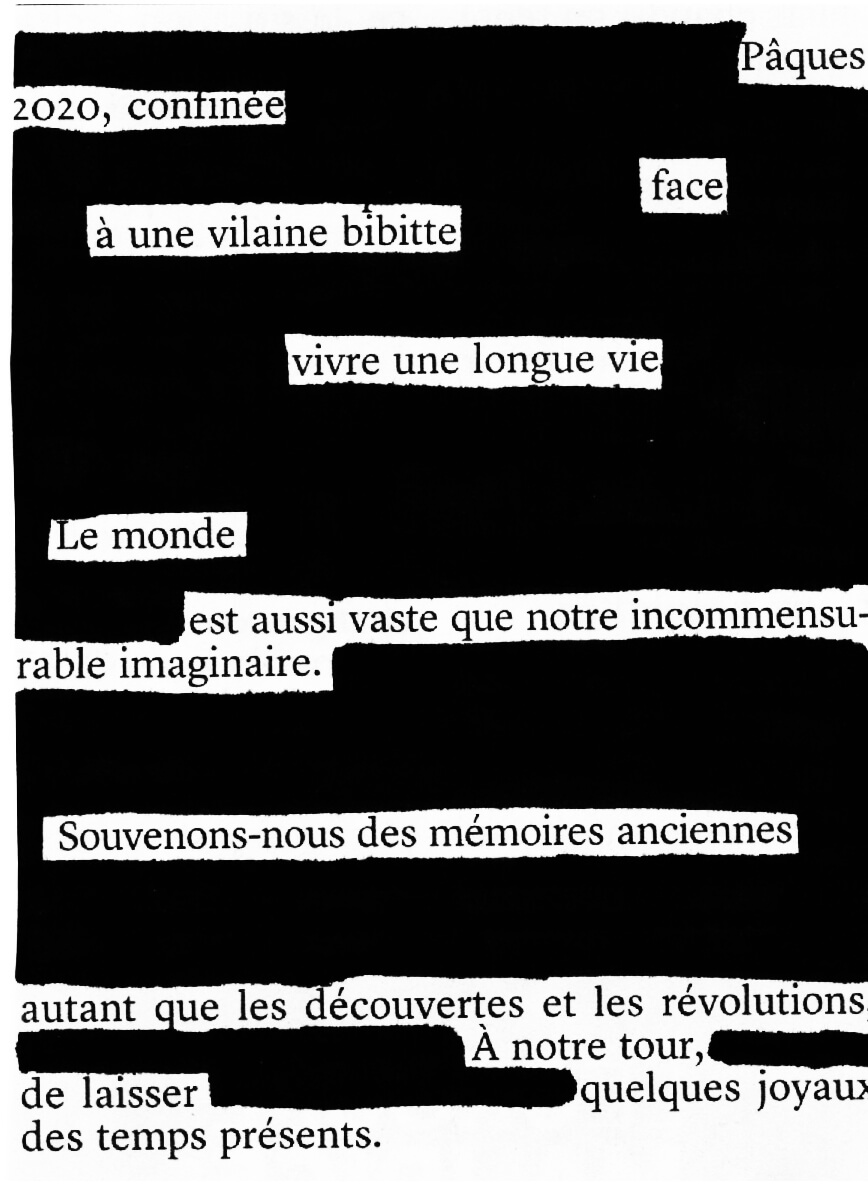 Pâques
2020, confinée
face
à une vilaine bibitte
vivre une longue vie
Le monde
est aussi vaste que notre incommensu-
rable imaginaire.
Souvenons-nous des mémoires anciennes
autant que les découvertes et les révolutions,
À notre tour,
de laisser quelques joyaux
des temps présents.